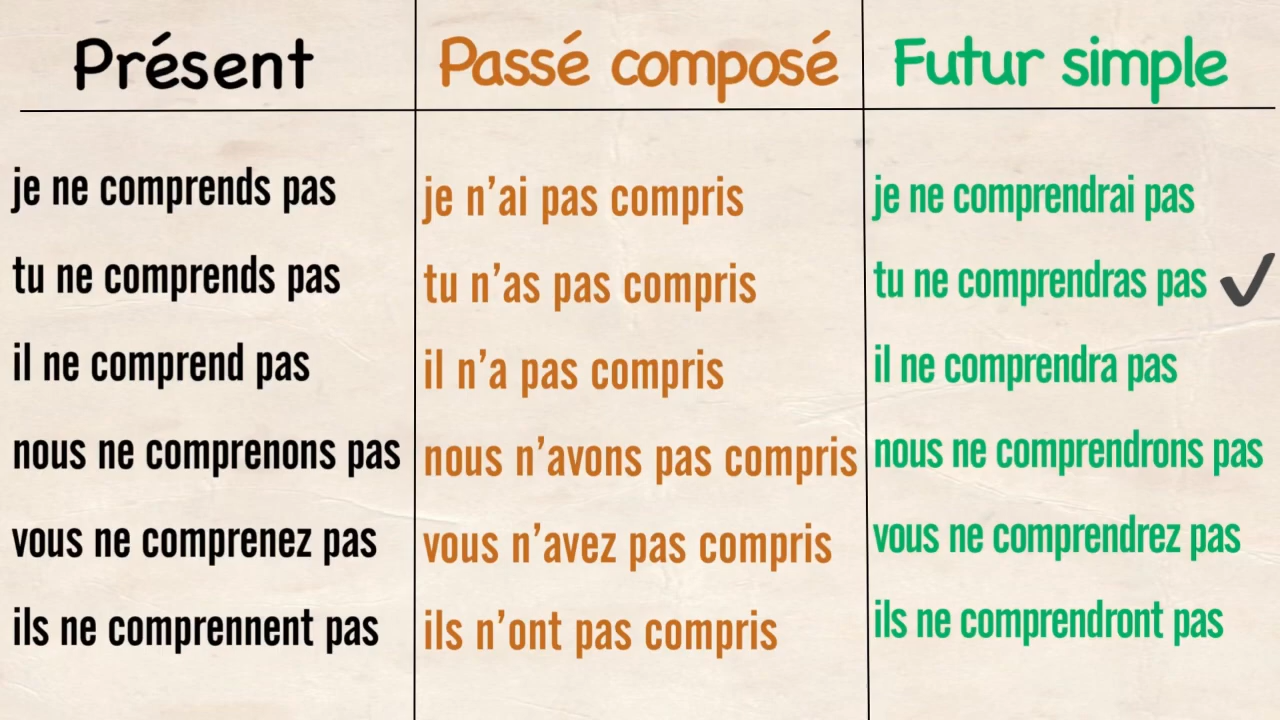 Présent
je ne comprends pas
tu ne comprends pas
il ne comprend pas
nous ne comprenons pas
vous ne comprenez pas
ils ne comprennent pas
Passé composé
je n’ai pas compris
tu n’as pas compris
il n’a pas compris
nous n’avons pas compris
vous n’avez pas compris
ils n’ont pas compris
Futur simple
je ne comprendrai pas
tu ne comprendras pas ✔
il ne comprendra pas
nous ne comprendrons pas
vous ne comprendrez pas
ils ne comprendront pas